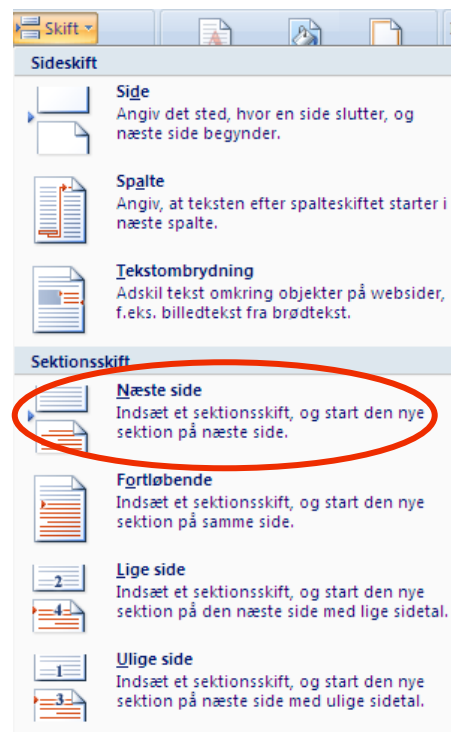 Skift
Sideskift
Side
Angiv det sted, hvor en side slutter, og
næste side begynder.
Spalte
Angiv, at teksten efter spalteskiftet starter i
næste spalte.
Tekstombrydning
Adskil tekst omkring objekter på websider,
f.eks. billedtekst fra brødtekst.
Sektionsskift
Næste side
Indsæt et sektionsskift, og start den nye
sektion på næste side.
Fortløbende
Indsæt et sektionsskift, og start den nye
sektion på samme side.
2
4
Lige side
Indsæt et sektionsskift, og start den nye
sektion på den næste side med lige sidetal.
1
3
Ulige side
Indsæt et sektionsskift, og start den nye
sektion på næste side med ulige sidetal.